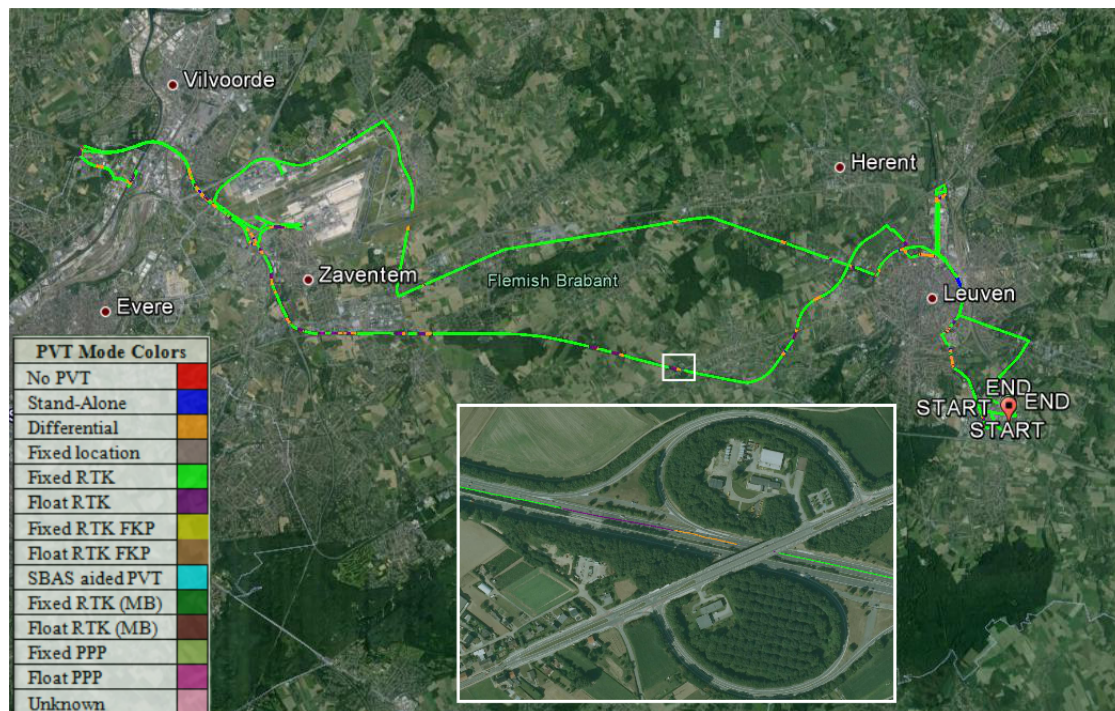 Vilvoorde
Herent
Zaventem
Flemish Brabant
Evere
Leuven
PVT Mode Colors
No PVT
Stand-Alone
Differential
Fixed location
Fixed RTK
Float RTK
Fixed RTK FKP
Float RTK FKP
SBAS aided PVT
Fixed RTK (MB)
Float RTK (MB)
Fixed PPP
Float PPP
Unknown
END
START
END
START